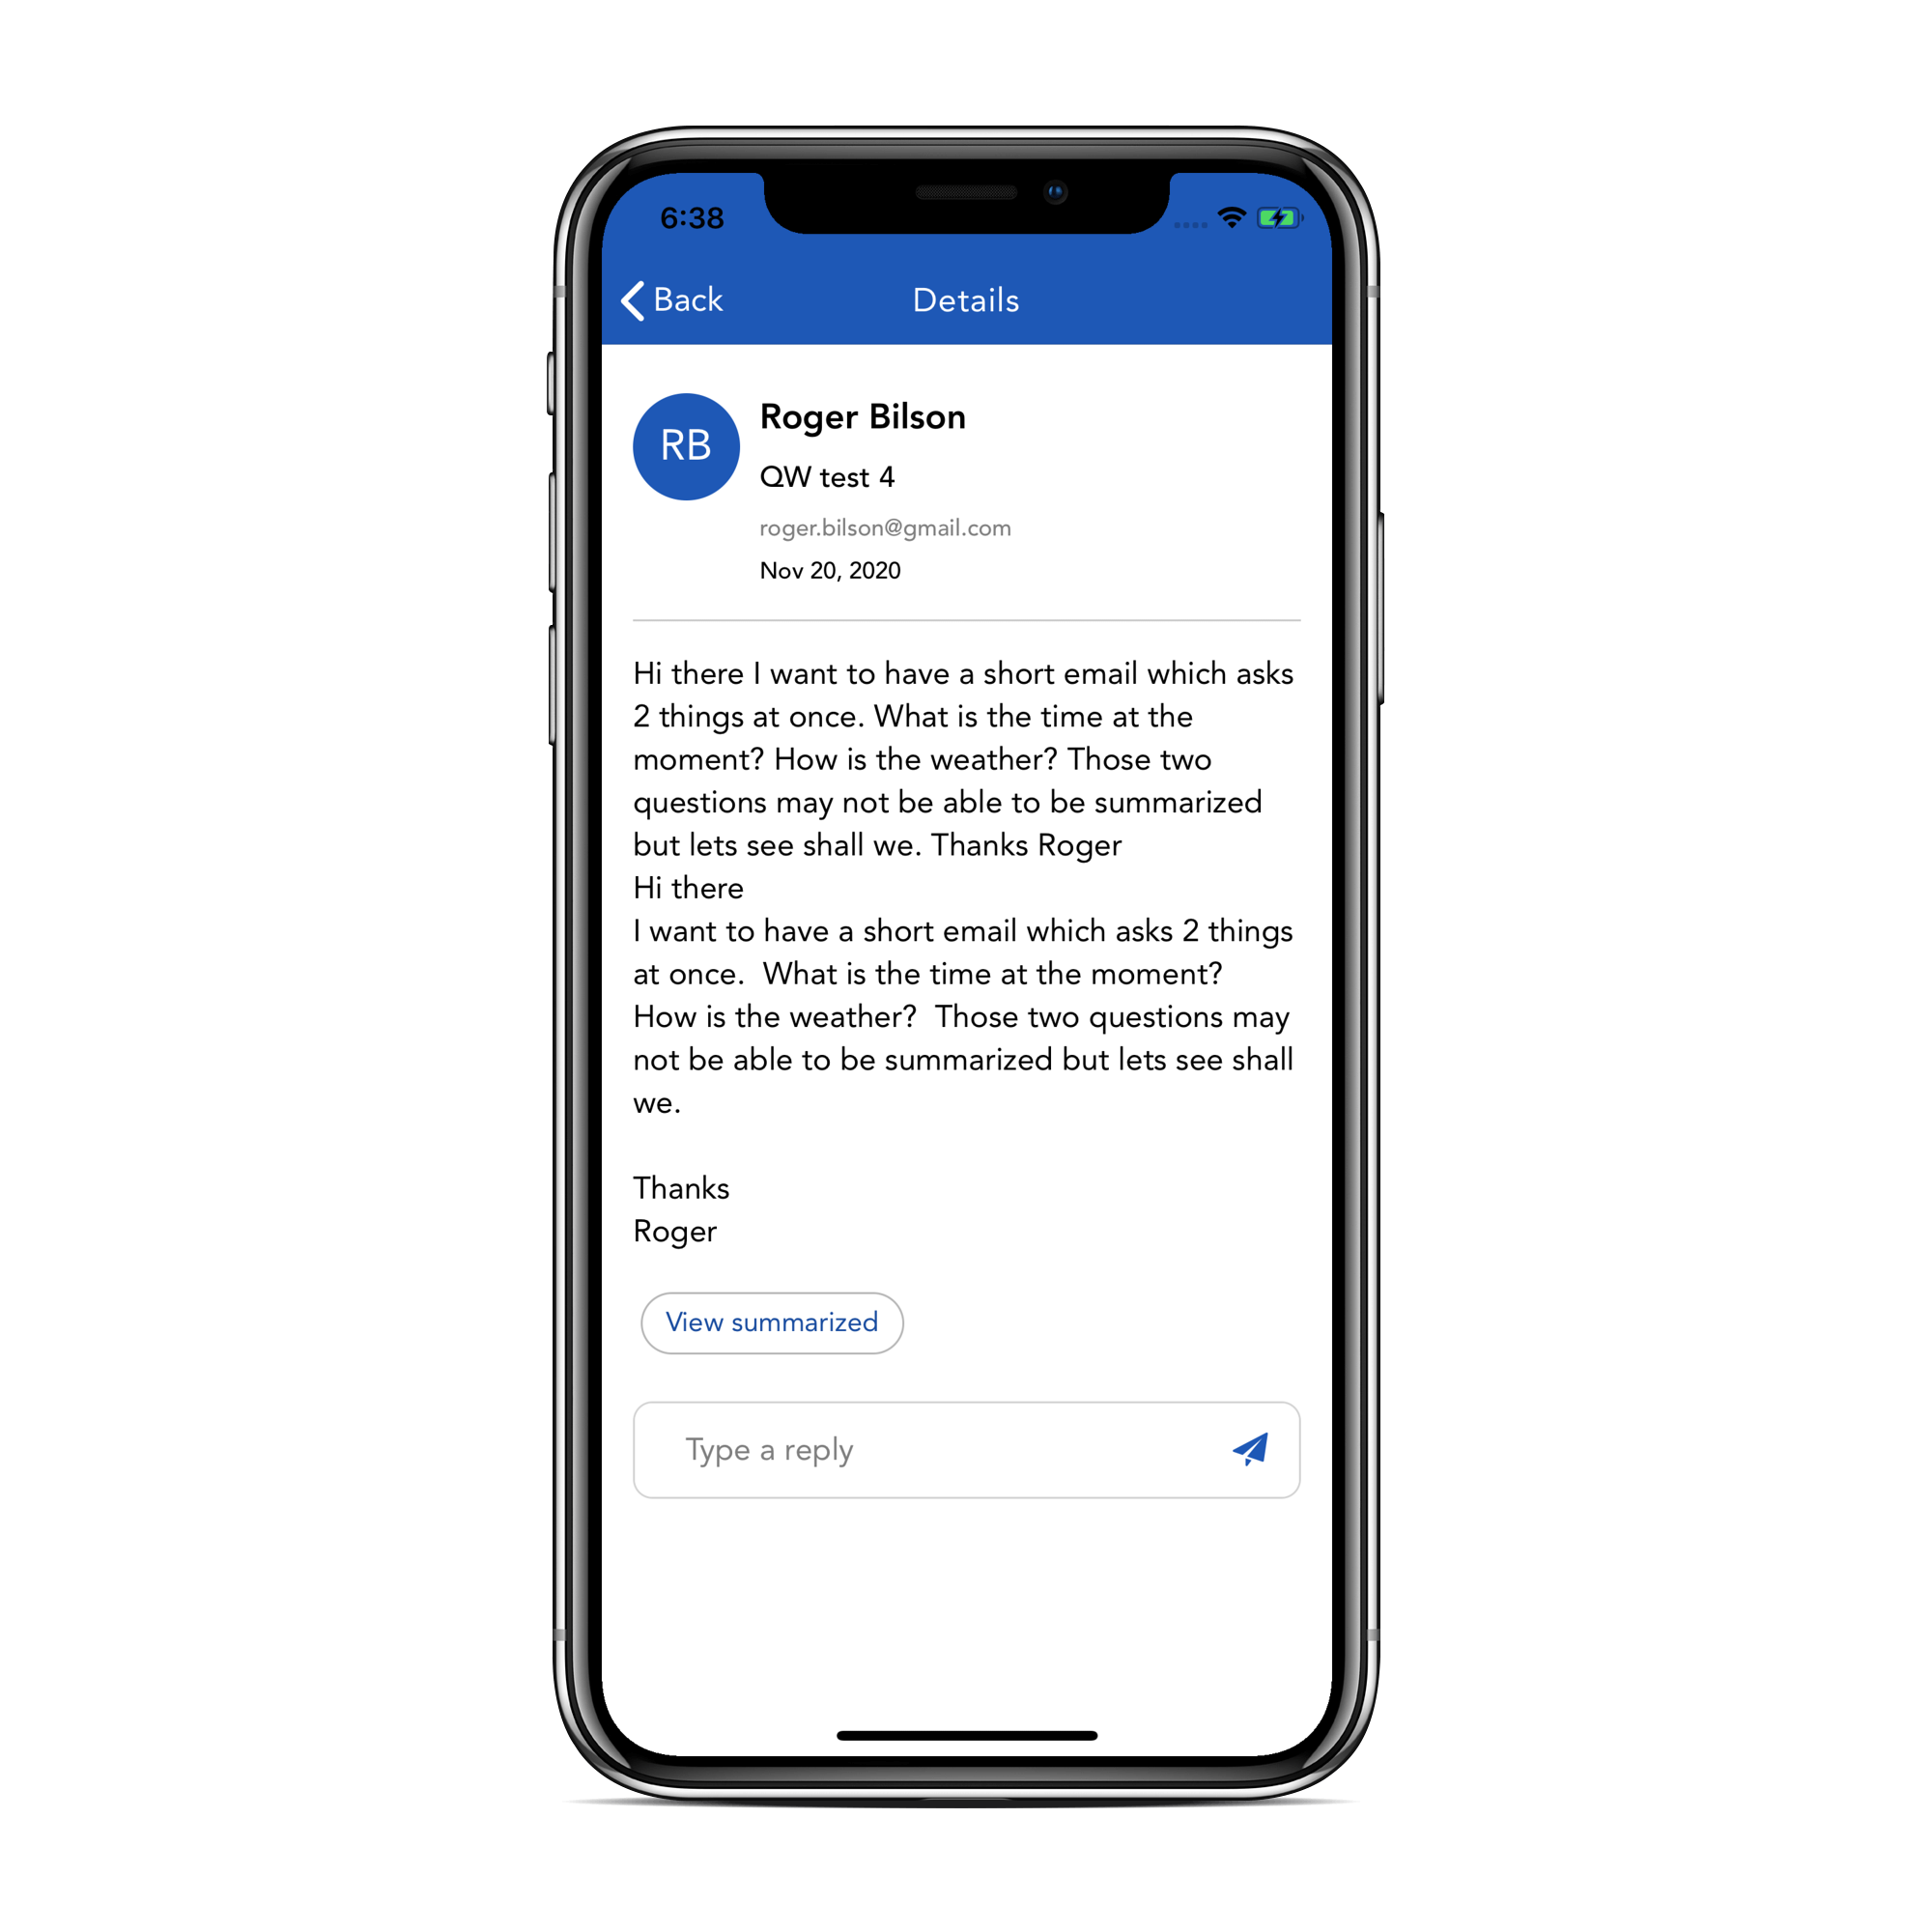 6:38
Back
Details
RB
Roger Bilson
QW test 4
roger.bilson@gmail.com
Nov 20, 2020
Hi there I want to have a short email which asks
2 things at once. What is the time at the
moment? How is the weather? Those two
questions may not be able to be summarized
but lets see shall we. Thanks Roger
Hi there
I want to have a short email which asks 2 things
at once.  What is the time at the moment?
How is the weather?  Those two questions may
not be able to be summarized but lets see shall
we.
Thanks
Roger
View summarized
Type a reply